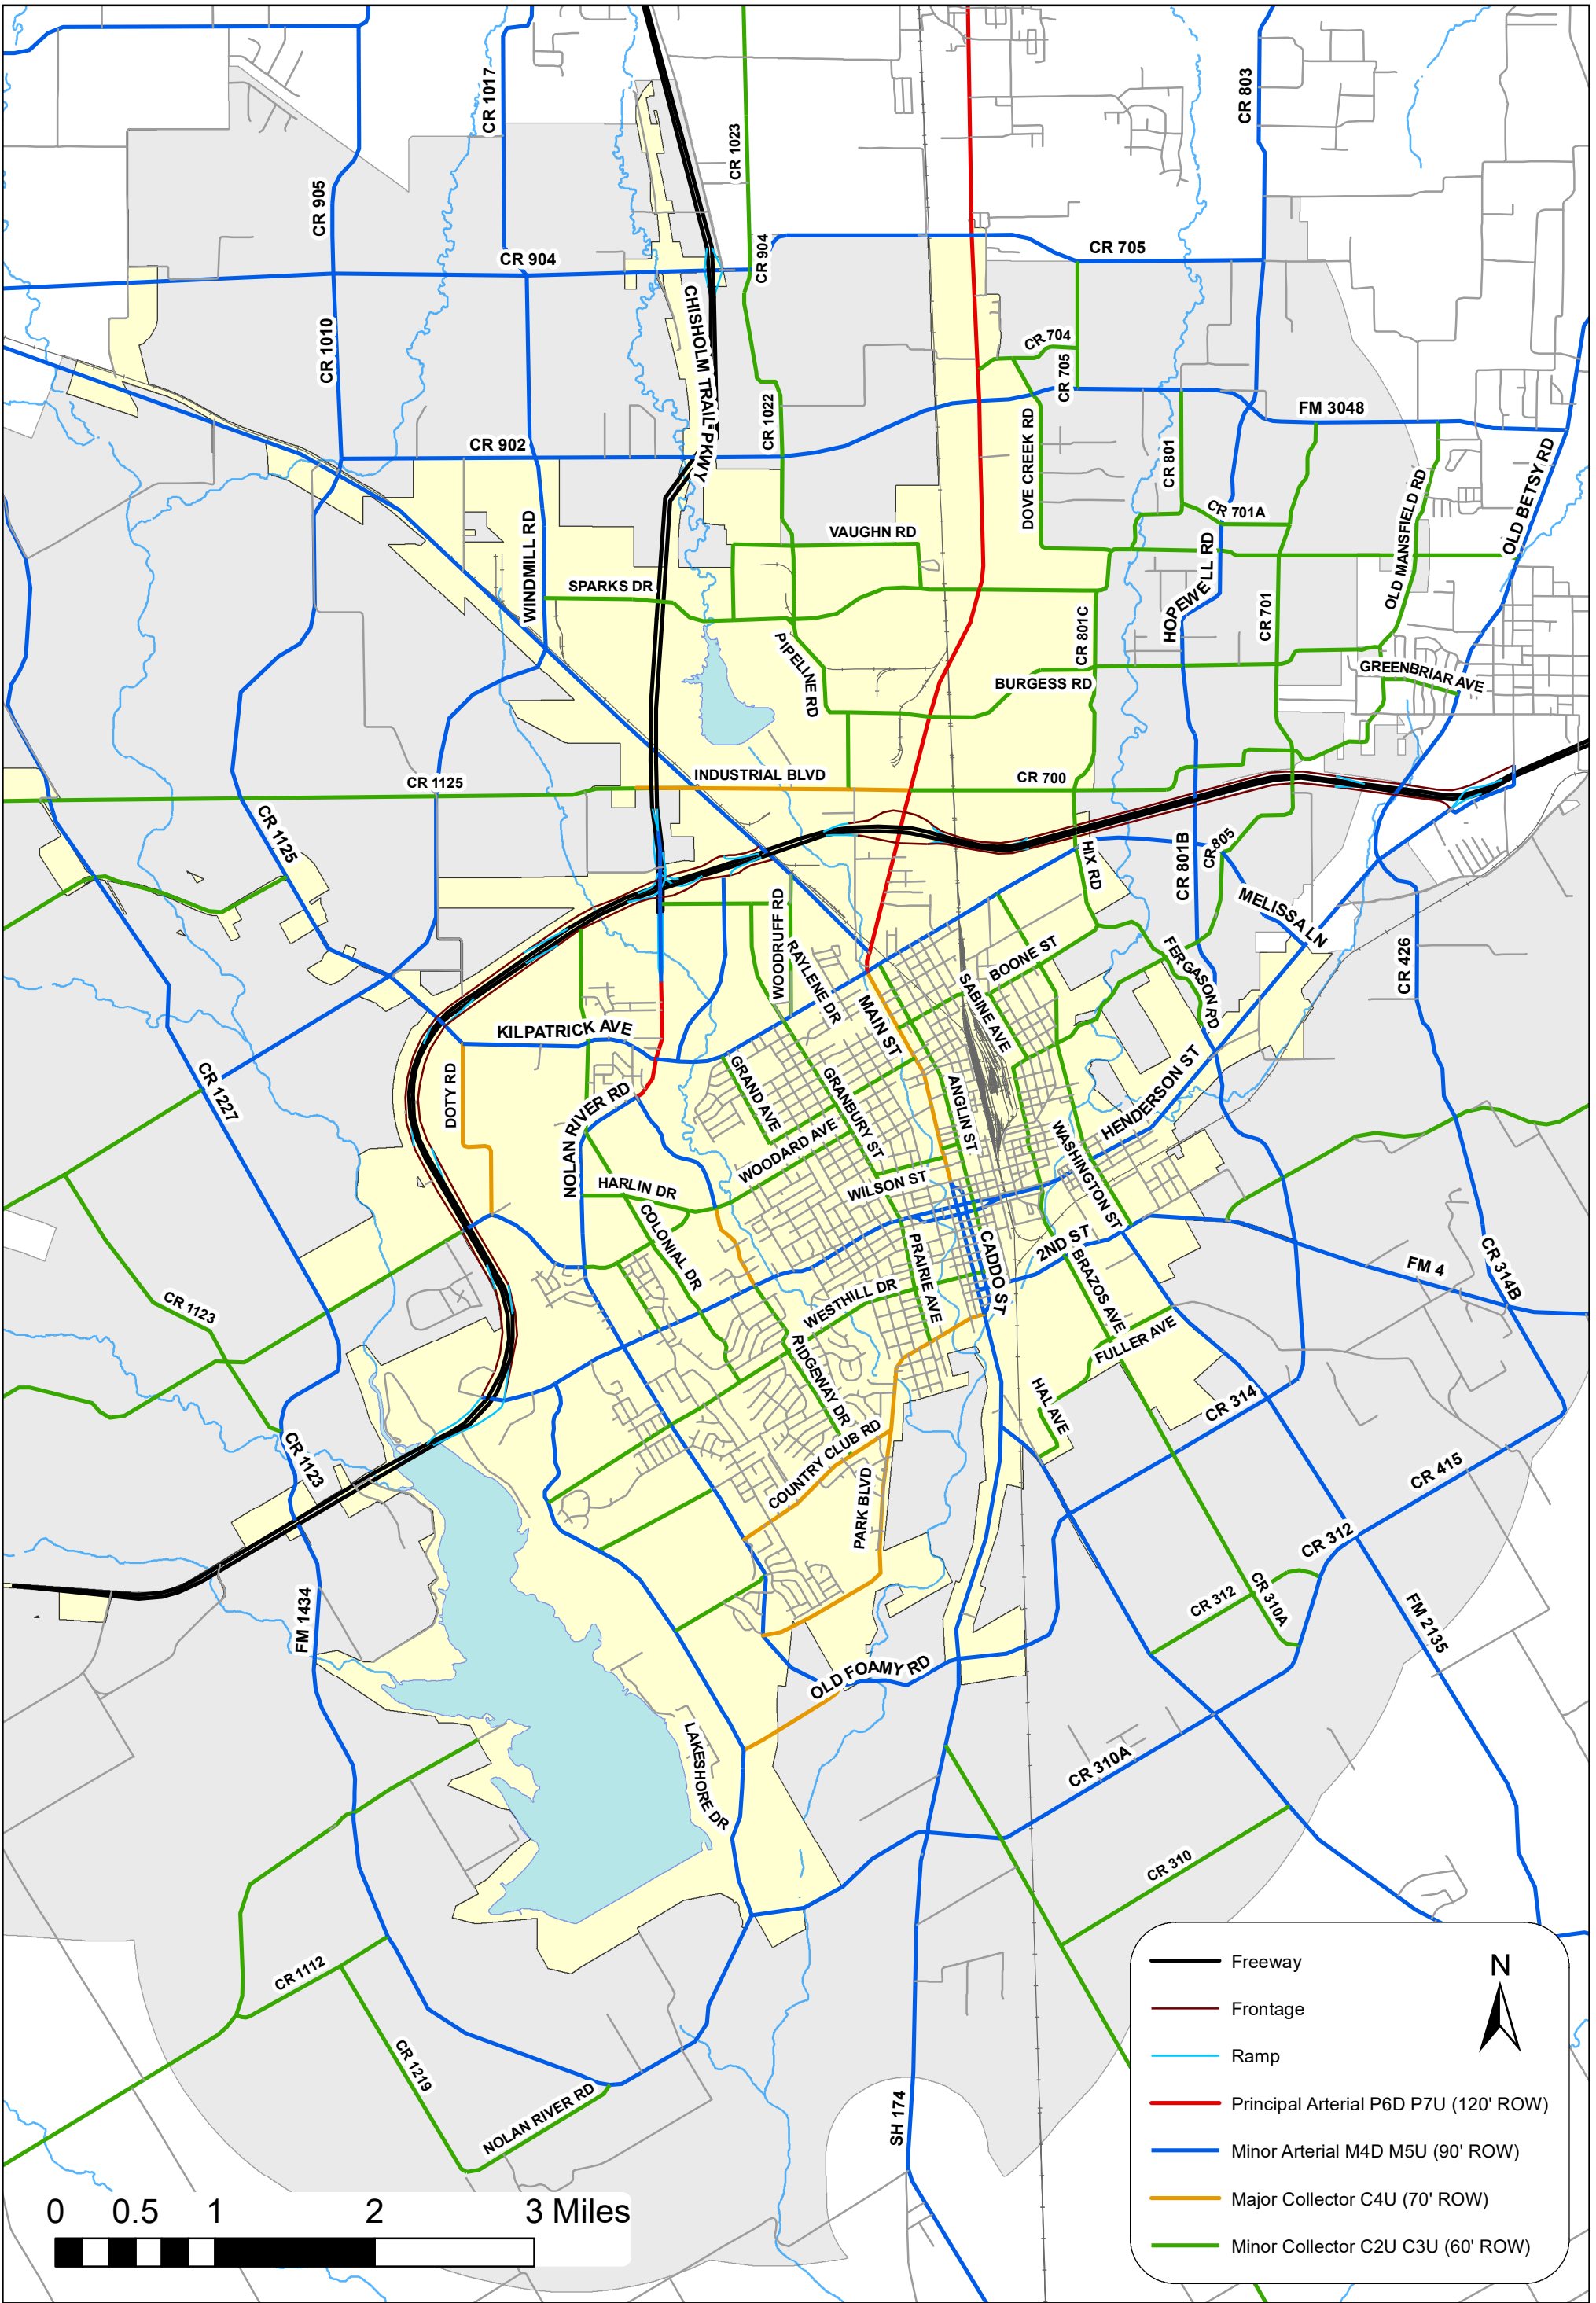 CR 1017
CR 803
CR 1023
CR 905
CR 904
CR 904
CR 705
CHISHOLM TRAIL PKWY
CR 1010
CR 704
CR 705
CR 1022
FM 3048
DOVE CREEK RD
CR 902
CR 801
OLD BETSY RD
OLD MANSFIELD RD
CR 701A
WINDMILL RD
VAUGHN RD
HOPEWELL RD
SPARKS DR
CR 801C
CR 701
PIPELINE RD
BURGESS RD
GREENBRIAR AVE
INDUSTRIAL BLVD
CR 700
CR 1125
CR 1125
HIX RD
CR 801B
CR 805
MELISSA LN
WOODRUFF RD
RAYLENE DR
BOONE ST
SABINE AVE
FERGASON RD
CR 426
MAIN ST
KILPATRICK AVE
DOTY RD
CR 1227
NOLAN RIVER RD
GRAND AVE
GRANBURY ST
ANGLIN ST
HENDERSON ST
WASHINGTON ST
WOODARD AVE
WILSON ST
HARLIN DR
COLONIAL DR
PRAIRIE AVE
CADDO ST
2ND ST
BRAZOS AVE
CR 314B
FM 4
CR 1123
WESTHILL DR
FULLER AVE
RIDGEWAY DR
HAL AVE
CR 314
COUNTRY CLUB RD
CR 1123
CR 415
PARK BLVD
CR 312
CR 312
CR 310A
FM 1434
FM 2135
OLD FOAMY RD
LAKESHORE DR
CR 310A
CR 310
CR 1112
CR 1219
NOLAN RIVER RD
SH 174
Freeway
N
Frontage
Ramp
Principal Arterial P6D P7U (120' ROW)
Minor Arterial M4D M5U (90' ROW)
Major Collector C4U (70' ROW)
Minor Collector C2U C3U (60' ROW)
0 0.5 1 2 3 Miles